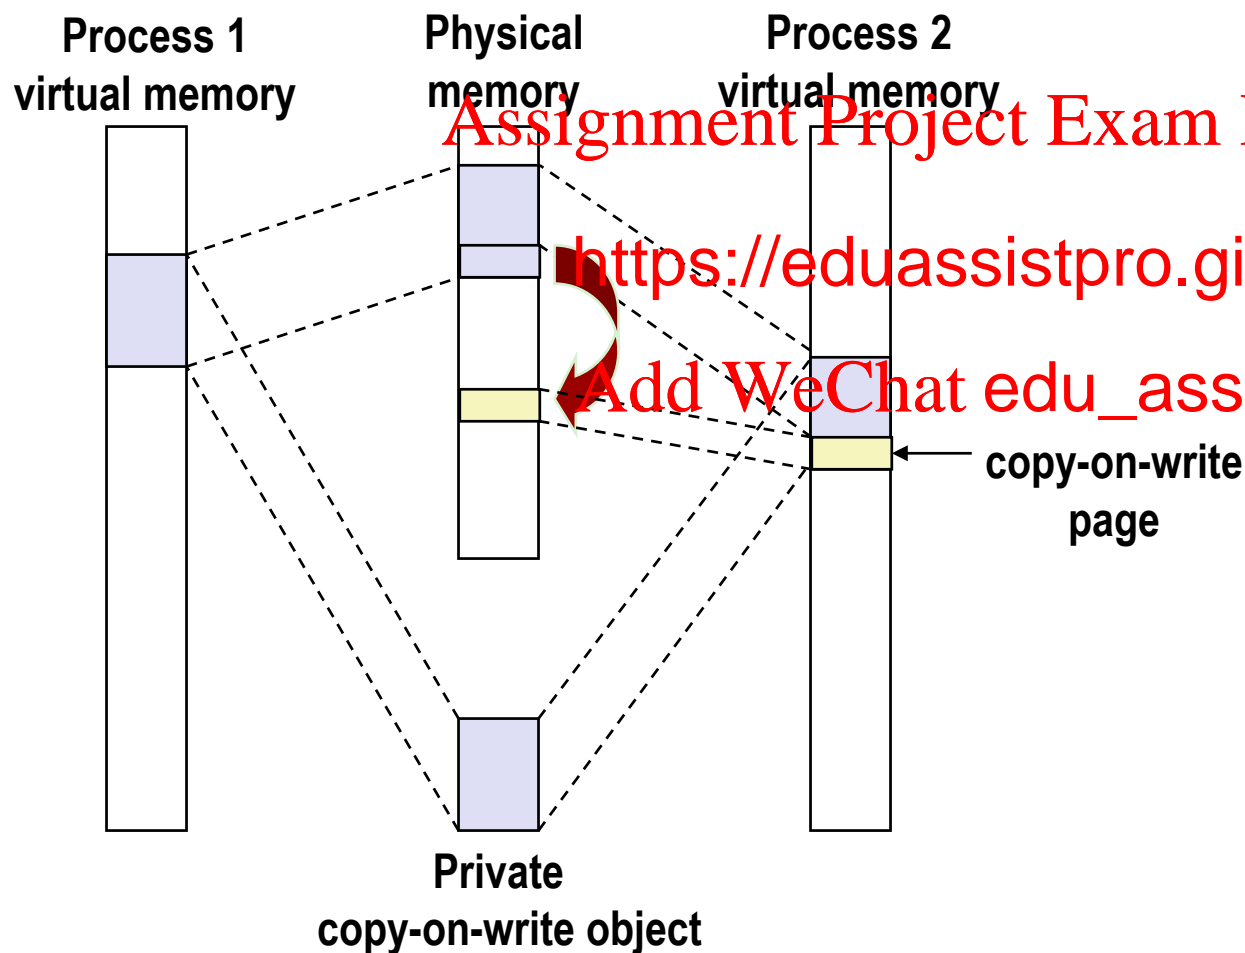 Process 1
virtual memory
Physical
memory
Process 2
virtual memory
Assignment Project Exam
https://eduassistpro.gi
Add WeChat edu_ass
copy-on-write
page
Private
copy-on-write object